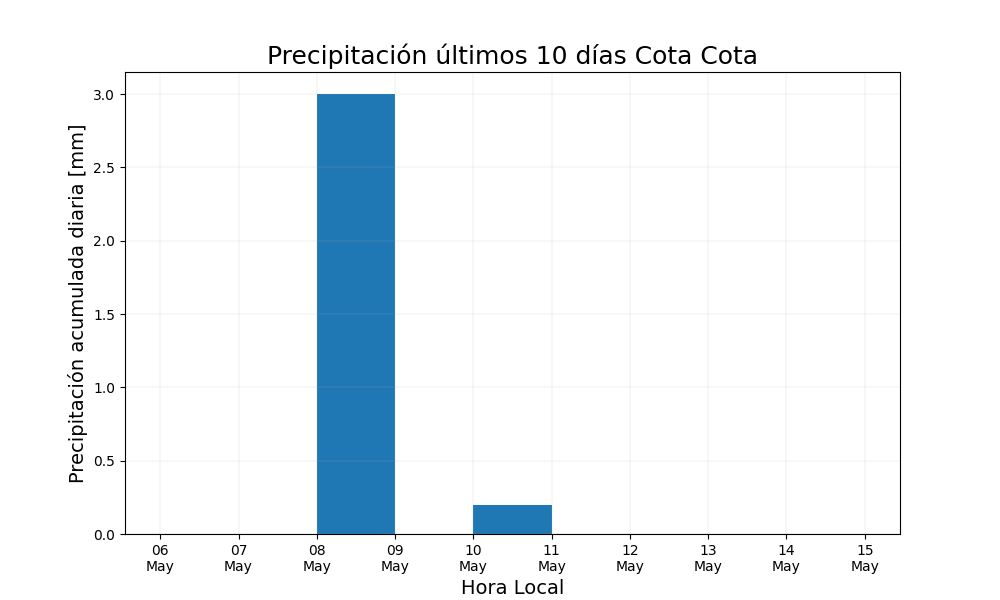 Precipitación últimos 10 días Cota Cota
Precipitación acumulada diaria [mm]
3.0
2.5
2.0
1.5
1.0
0.5
0.0
06 07 08 09 10 11 12 13 14 15
May May May May May May May May May May
Hora Local